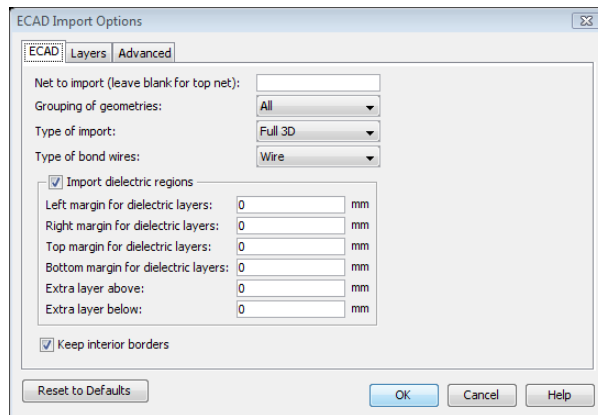 ECAD Import Options
ECAD Layers Advanced
Net to import (leave blank for top net):
Grouping of geometries: All
Type of import: Full 3D
Type of bond wires: Wire
Import dielectric regions
Left margin for dielectric layers: 0 mm
Right margin for dielectric layers: 0 mm
Top margin for dielectric layers: 0 mm
Bottom margin for dielectric layers: 0 mm
Extra layer above: 0 mm
Extra layer below: 0 mm
Keep interior borders
Reset to Defaults OK Cancel Help